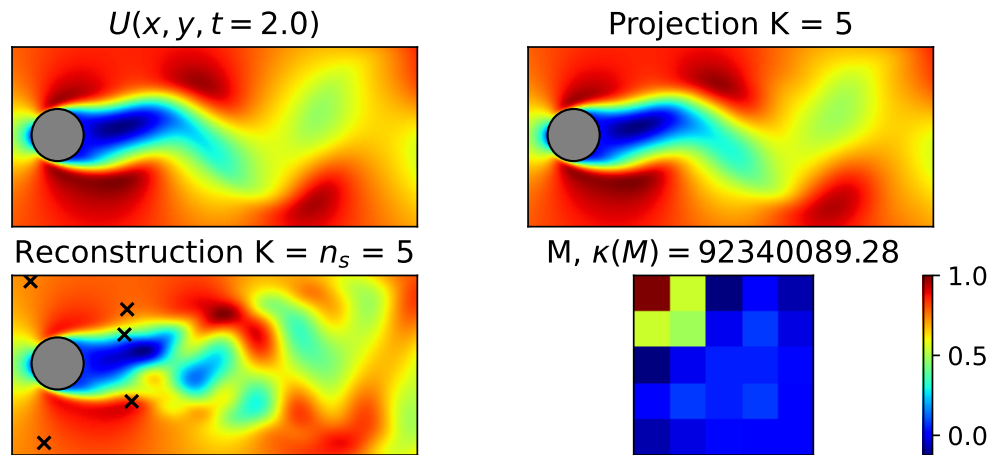 U(x, y, t = 2.0)
Projection K = 5
Reconstruction K = n_s = 5
M, κ(M) = 92340089.28
1.0
0.5
0.0